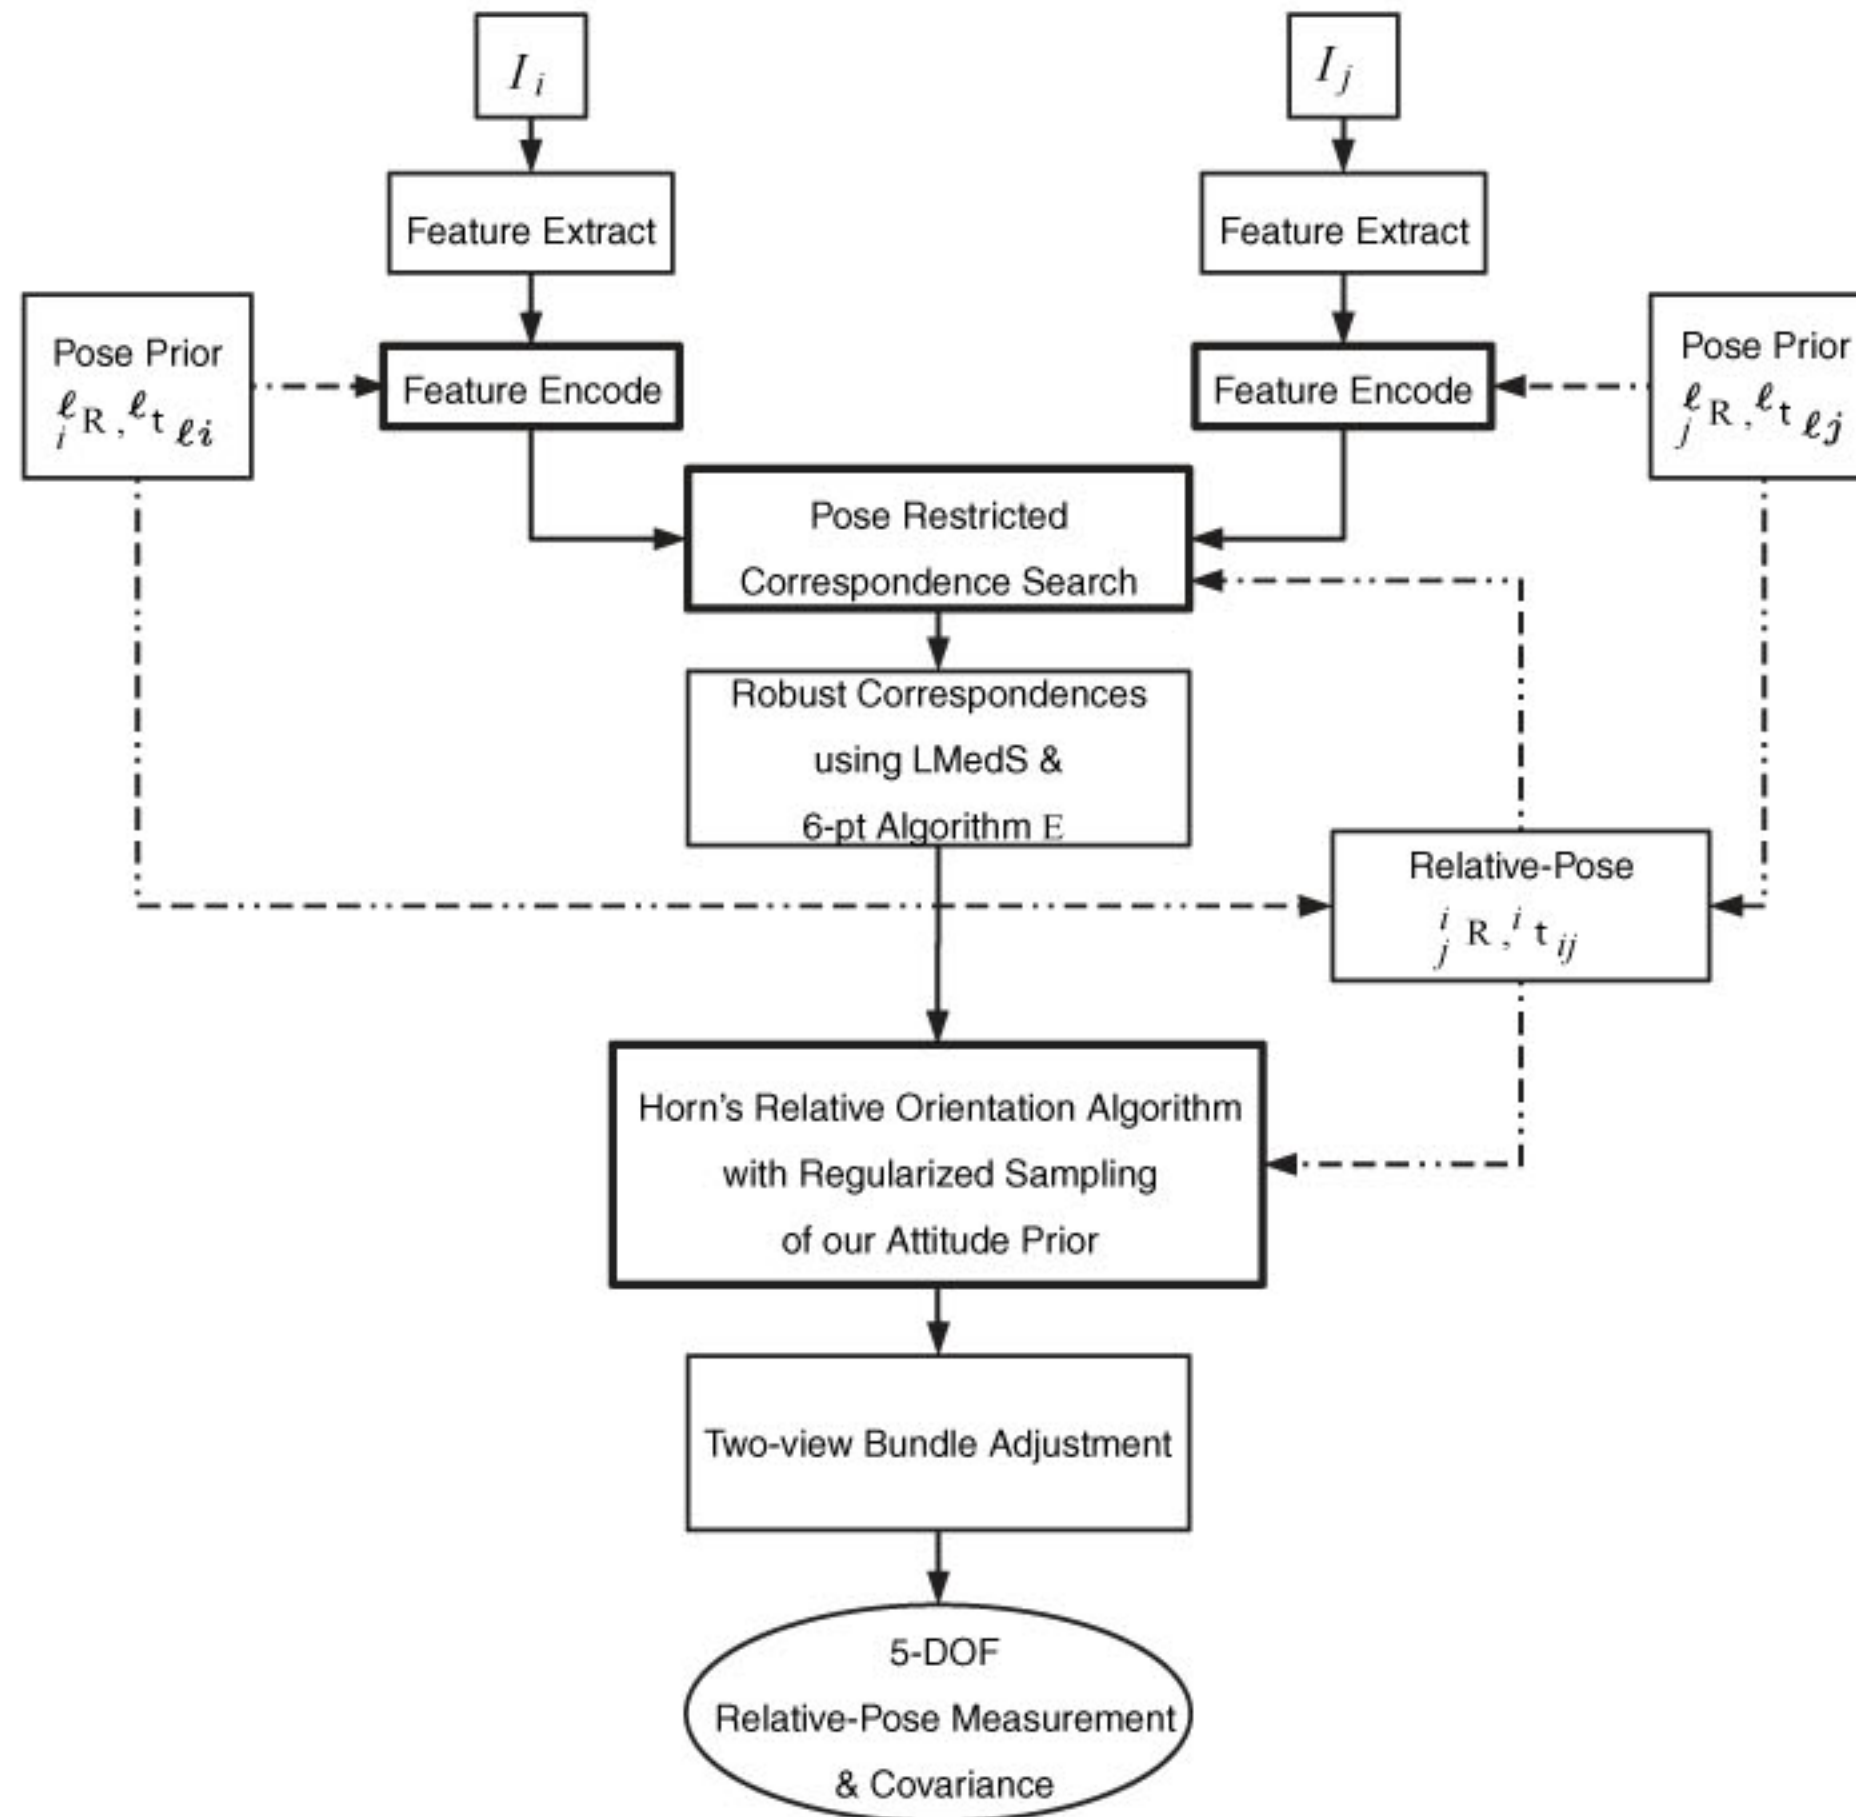 I i
I j
Feature Extract
Feature Extract
Pose Prior
ℓ i R , ℓ t ℓi
Feature Encode
Feature Encode
Pose Prior
ℓ j R , ℓ t ℓj
Pose Restricted
Correspondence Search
Robust Correspondences
using LMedS &
6-pt Algorithm E
Relative-Pose
i j R , i t ij
Horn's Relative Orientation Algorithm
with Regularized Sampling
of our Attitude Prior
Two-view Bundle Adjustment
5-DOF
Relative-Pose Measurement
& Covariance